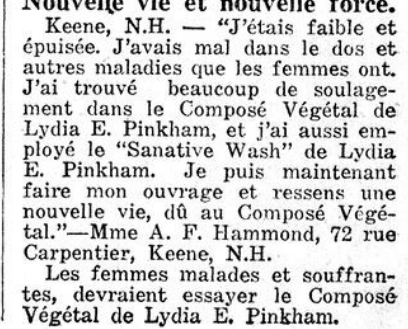 Nouvelle vie et nouvelle force.
Keene, N.H. — "J'étais faible et
épuisée. J'avais mal dans le dos et
autres maladies que les femmes ont.
J'ai trouvé beaucoup de soulage-
ment dans le Composé Végétal de
Lydia E. Pinkham, et j'ai aussi em-
ployé le "Sanative Wash" de Lydia
E. Pinkham. Je puis maintenant
faire mon ouvrage et ressens une
nouvelle vie, dû au Composé Végé-
tal."—Mme A. F. Hammond, 72 rue
Carpentier, Keene, N.H.
Les femmes malades et souffran-
tes, devraient essayer le Composé
Végétal de Lydia E. Pinkham.